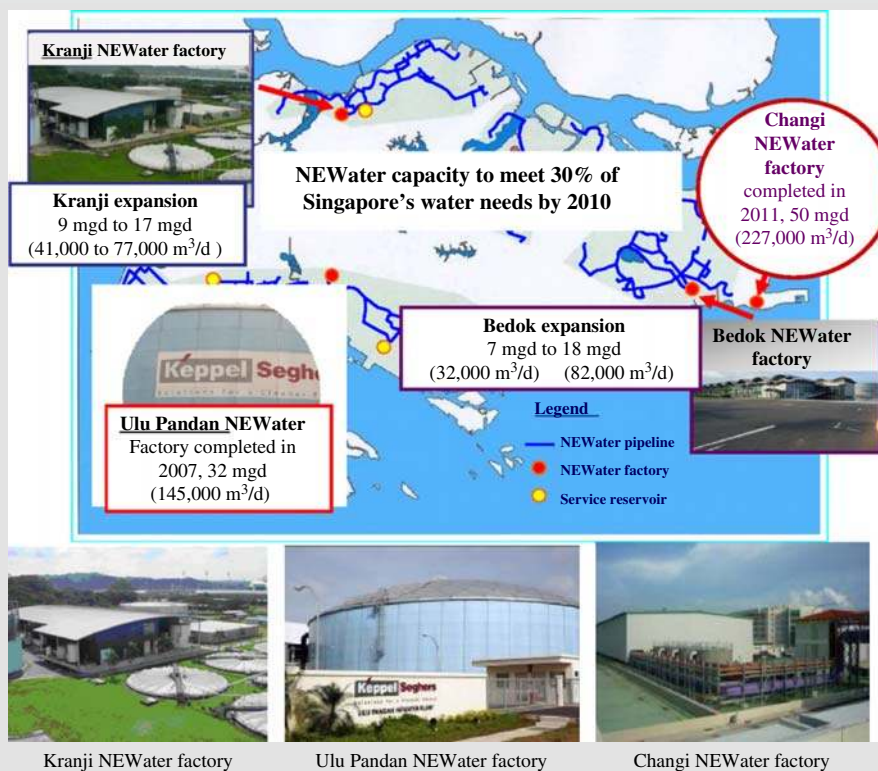 Kranji NEWater factory
Kranji expansion
9 mgd to 17 mgd
(41,000 to 77,000 m³/d )
NEWater capacity to meet 30% of
Singapore's water needs by 2010
Changi
NEWater
factory
completed in
2011, 50 mgd
(227,000 m³/d)
Keppel Seghe
Ulu Pandan NEWater
Factory completed in
2007, 32 mgd
(145,000 m³/d)
Bedok expansion
7 mgd to 18 mgd
(32,000 m³/d) (82,000 m³/d)
Bedok NEWater
factory
Legend
NEWater pipeline
NEWater factory
Service reservoir
Keppel Seghers
ULU PANDAN NEWATER PLANT
Kranji NEWater factory
Ulu Pandan NEWater factory
Changi NEWater factory